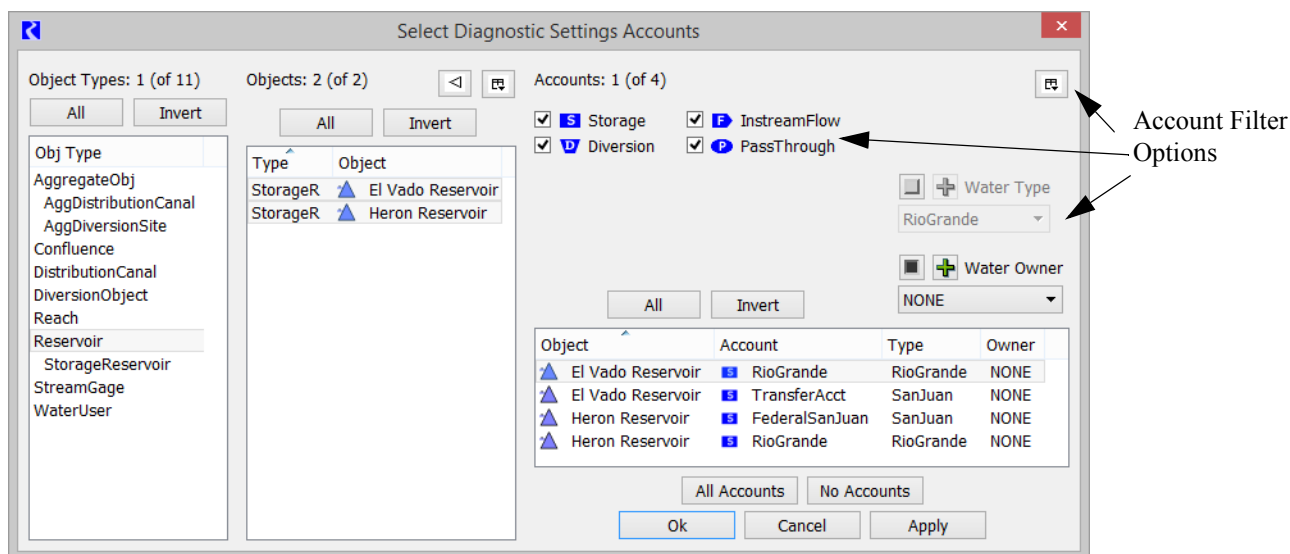 Select Diagnostic Settings Accounts
Object Types: 1 (of 11)
All Invert
Obj Type
AggregateObj
AggDistributionCanal
AggDiversionSite
Confluence
DistributionCanal
DiversionObject
Reach
Reservoir
StorageReservoir
StreamGage
WaterUser
Objects: 2 (of 2)
All Invert
Type Object
StorageR El Vado Reservoir
StorageR Heron Reservoir
Accounts: 1 (of 4)
S Storage F InstreamFlow
D Diversion P PassThrough
Water Type
RioGrande
Water Owner
NONE
All Invert
Object Account Type Owner
El Vado Reservoir S RioGrande RioGrande NONE
El Vado Reservoir S TransferAcct SanJuan NONE
Heron Reservoir S FederalSanJuan SanJuan NONE
Heron Reservoir S RioGrande RioGrande NONE
All Accounts No Accounts
Ok Cancel Apply
Account Filter
Options